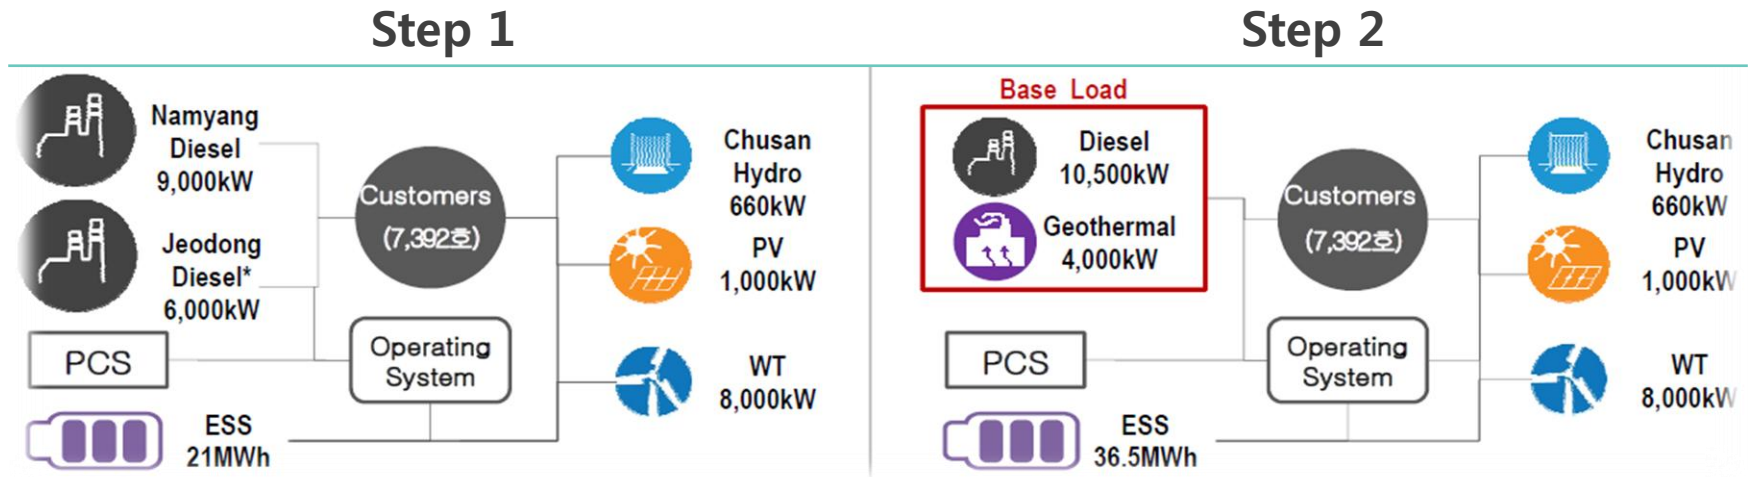 Step 1
Namyang
Diesel
9,000kW
Jeodong
Diesel*
6,000kW
PCS
ESS
21MWh
Customers
(7,392호)
Operating
System
Chusan
Hydro
660kW
PV
1,000kW
WT
8,000kW
Step 2
Base Load
Diesel
10,500kW
Geothermal
4,000kW
PCS
ESS
36.5MWh
Customers
(7,392호)
Operating
System
Chusan
Hydro
660kW
PV
1,000kW
WT
8,000kW